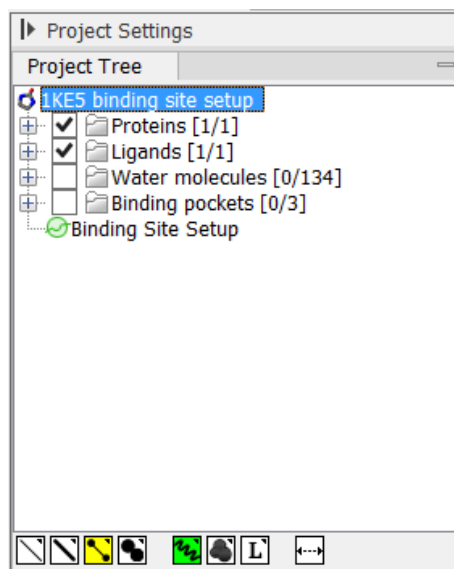 Project Settings
Project Tree
1KE5 binding site setup
Proteins [1/1]
Ligands [1/1]
Water molecules [0/134]
Binding pockets [0/3]
Binding Site Setup
L